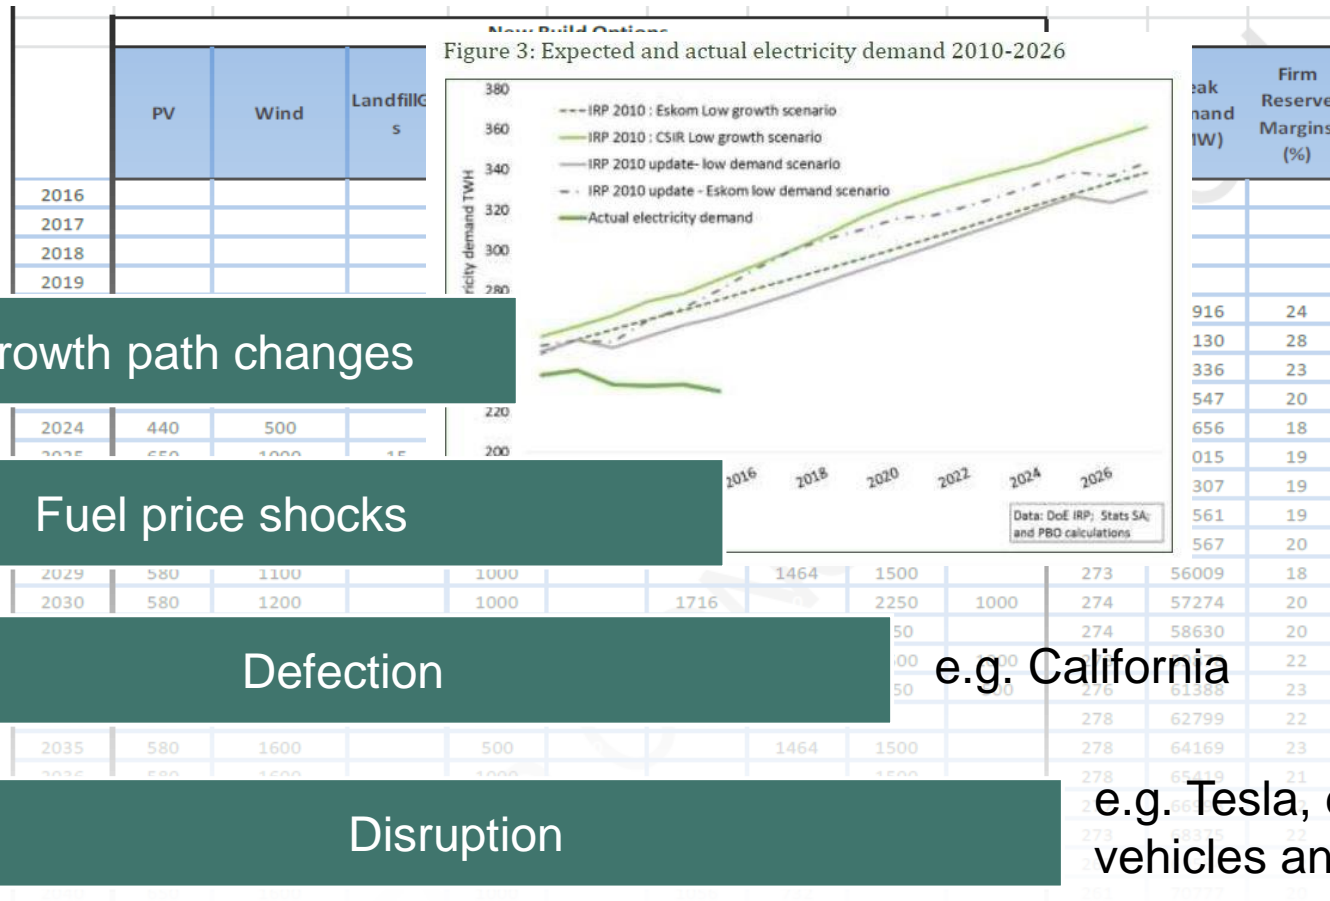 New Build Options
Figure 3: Expected and actual electricity demand 2010-2026
PV Wind LandfillG
s
Firm
Reserve
Margins
(%)
380
360
340
320
300
280
220
200
---IRP 2010 : Eskom Low growth scenario
IRP 2010 : CSIR Low growth scenario
IRP 2010 update- low demand scenario
IRP 2010 update - Eskom low demand scenario
Actual electricity demand
demand TWH
2016 2018 2020 2022 2024 2026
Data: DoE IRP; Stats SA;
and PBO calculations
2016
2017
2018
2019
916 24
130 28
336 23
547 20
2024 440 500 656 18
015 19
307 19
561 19
567 20
rowth path changes
Fuel price shocks
2029 580 1100 1000 1464 1500 273 56009 18
2030 580 1200 1000 1716 2250 1000 274 57274 20
50 274 58630 20
22
50 276 61388 23
278 62799 22
Defection
e.g. California
2035 580 1600 500 1464 1500 278 64169 23
278 65419 21
273 68375 22
Disruption
e.g. Tesla,
vehicles an